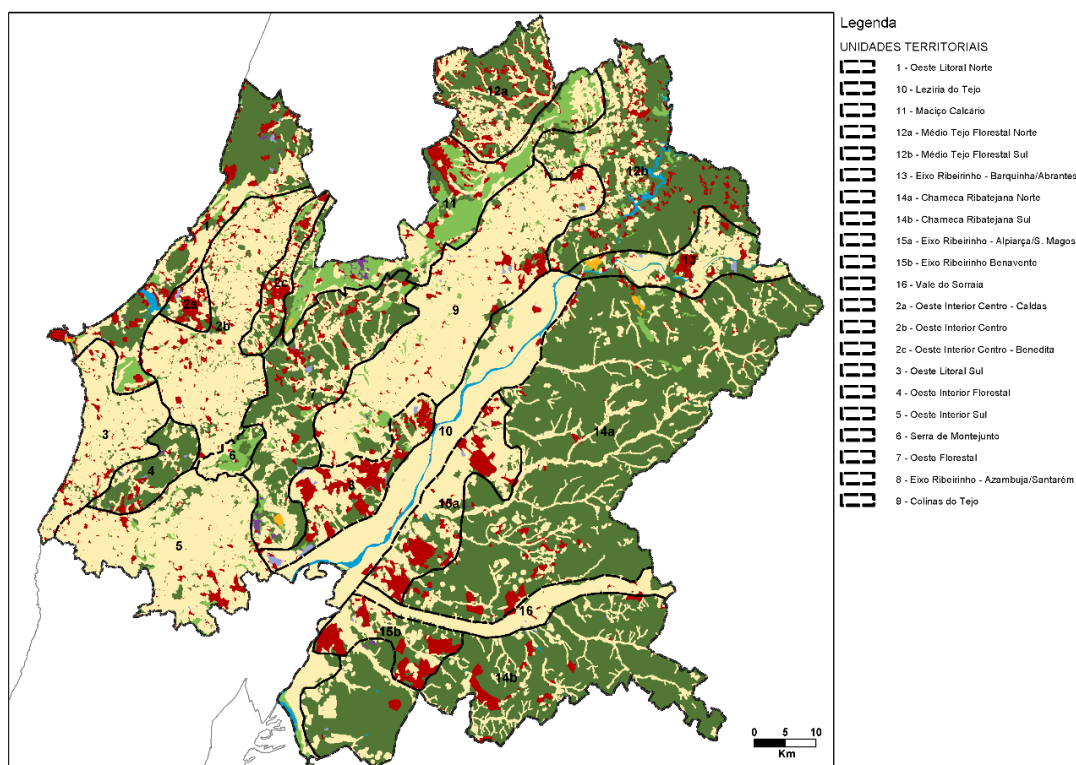 Legenda
UNIDADES TERRITORIAIS
1 - Oeste Litoral Norte
10 - Leziria do Tejo
11 - Maciço Calcário
12a - Médio Tejo Florestal Norte
12b - Médio Tejo Florestal Sul
13 - Eixo Ribeirinho - Barquinha/Abrantes
14a - Charneca Ribatejana Norte
14b - Charneca Ribatejana Sul
15a - Eixo Ribeirinho - Alpiarça/S. Magos
15b - Eixo Ribeirinho Benavente
16 - Vale do Sorraia
2a - Oeste Interior Centro - Caldas
2b - Oeste Interior Centro
2c - Oeste Interior Centro - Benedita
3 - Oeste Litoral Sul
4 - Oeste Interior Florestal
5 - Oeste Interior Sul
6 - Serra de Montejunto
7 - Oeste Florestal
8 - Eixo Ribeirinho - Azambuja/Santarém
9 - Colinas do Tejo
12a
12b
11
1
13
2c
2a
2b
9
7
10
14a
3
6
4
8
15a
5
16
15b
14b
0 5 10
Km